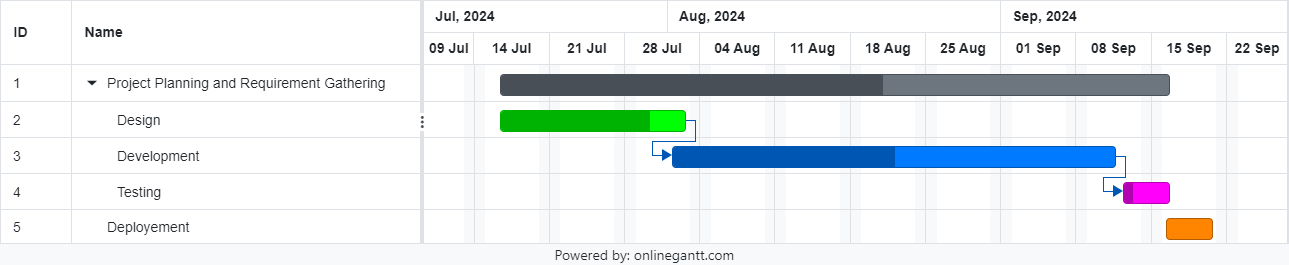 ID Name Jul, 2024 Aug, 2024 Sep, 2024
09 Jul 14 Jul 21 Jul 28 Jul 04 Aug 11 Aug 18 Aug 25 Aug 01 Sep 08 Sep 15 Sep 22 Sep
1 Project Planning and Requirement Gathering
2 Design
3 Development
4 Testing
5 Deployement
Powered by: onlinegantt.com